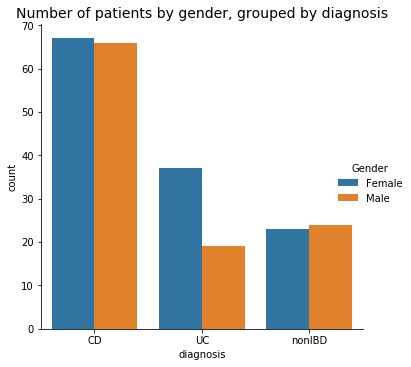 Number of patients by gender, grouped by diagnosis
70
60
50
40
30
20
10
0
count
CD
UC
nonIBD
diagnosis
Gender
Female
Male